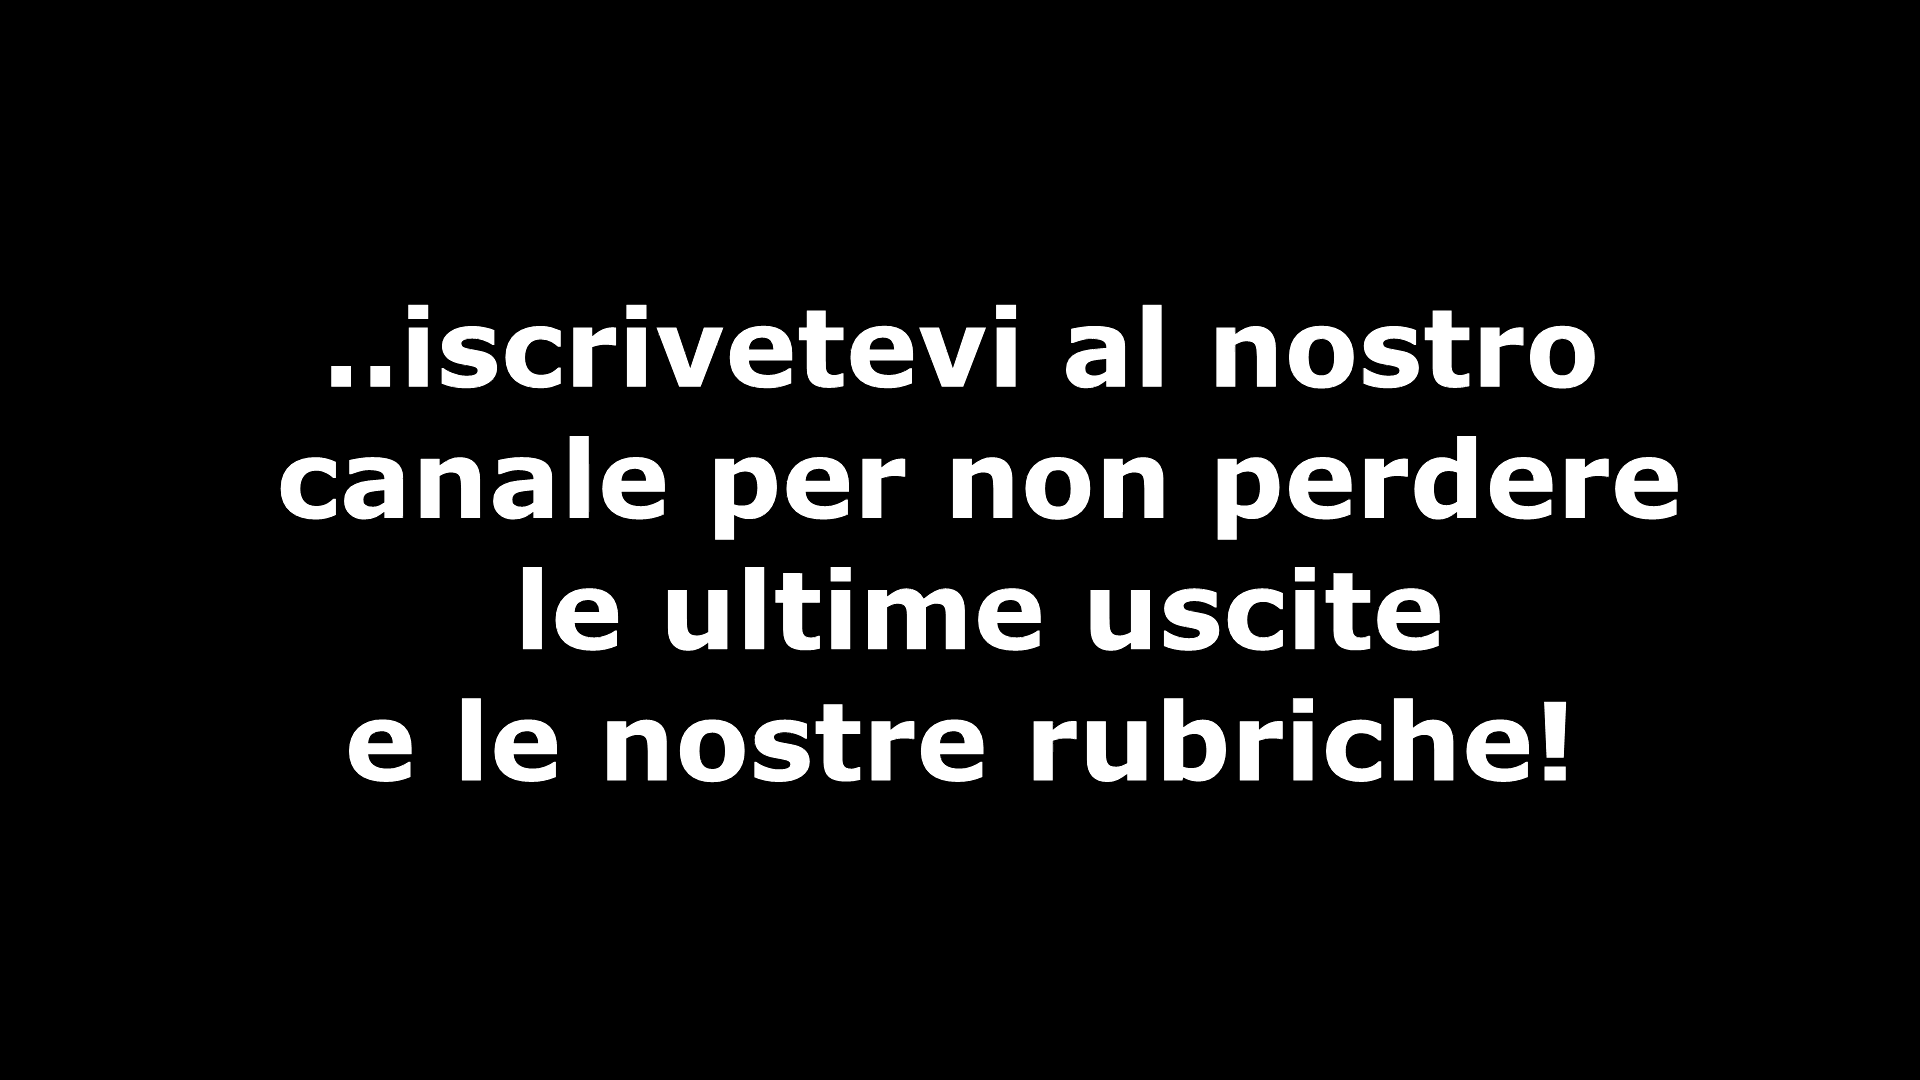 ..iscrivetevi al nostro
canale per non perdere
le ultime uscite
e le nostre rubriche!